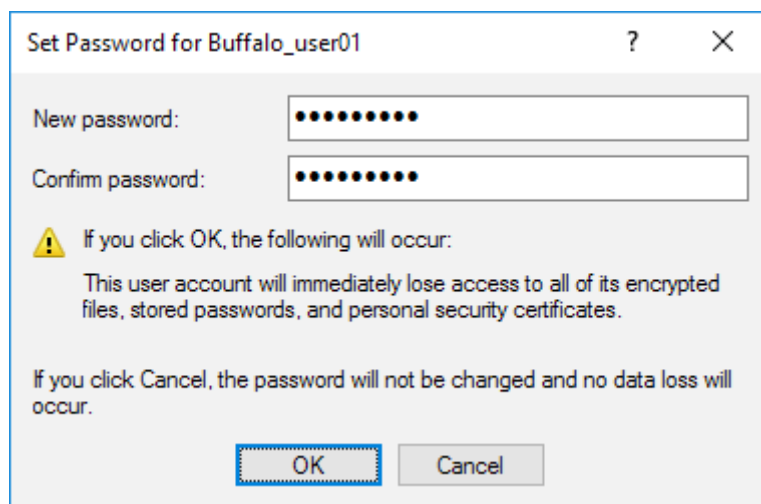 Set Password for Buffalo_user01 ? ×
New password: •••••••••
Confirm password: •••••••••
If you click OK, the following will occur:
This user account will immediately lose access to all of its encrypted
files, stored passwords, and personal security certificates.
If you click Cancel, the password will not be changed and no data loss will
occur.
OK Cancel